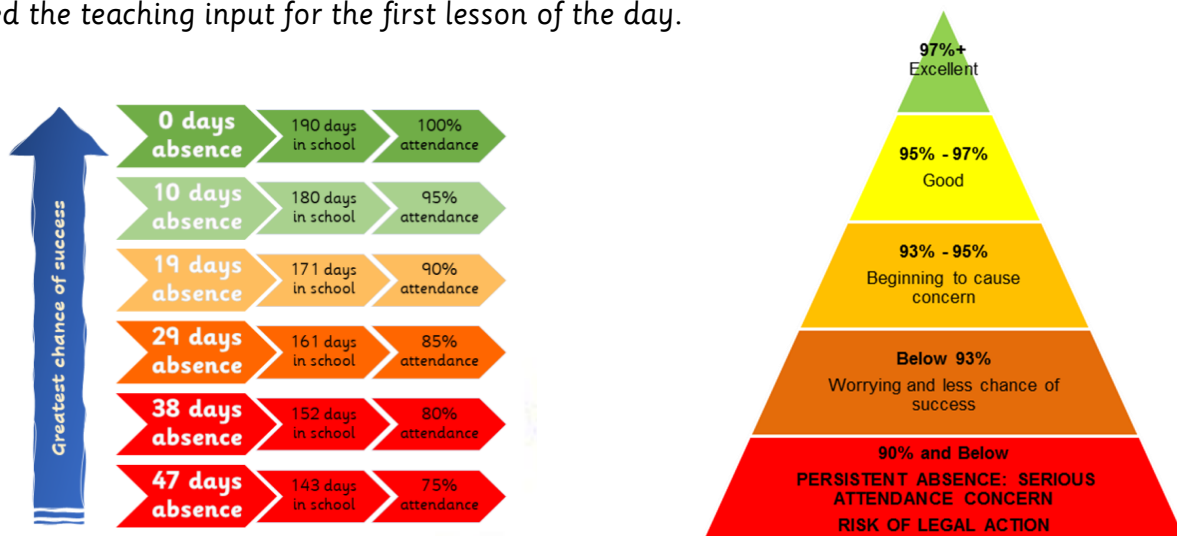 ed the teaching input for the first lesson of the day.
Greatest chance of success
0 days
absence
190 days
in school
100%
attendance
10 days
absence
180 days
in school
95%
attendance
19 days
absence
171 days
in school
90%
attendance
29 days
absence
161 days
in school
85%
attendance
38 days
absence
152 days
in school
80%
attendance
47 days
absence
143 days
in school
75%
attendance
97%+
Excellent
95% - 97%
Good
93% - 95%
Beginning to cause
concern
Below 93%
Worrying and less chance of
success
90% and Below
PERSISTENT ABSENCE: SERIOUS
ATTENDANCE CONCERN
RISK OF LEGAL ACTION